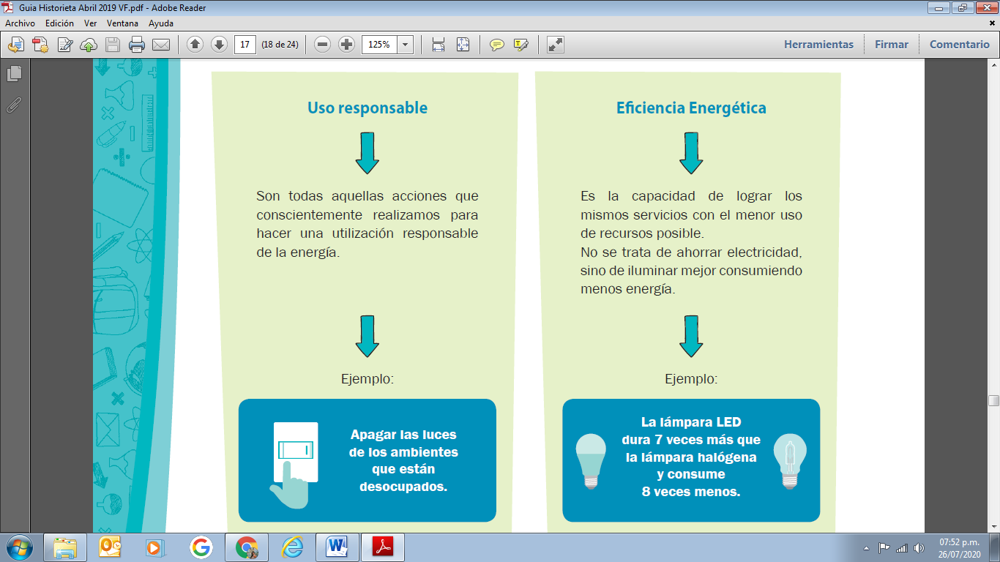 Guia Historieta Abril 2019 VF.pdf - Adobe Reader
Archivo Edición Ver Ventana Ayuda
17 (18 de 24) 125% Herramientas Firmar Comentario
Uso responsable
Son todas aquellas acciones que
conscientemente realizamos para
hacer una utilización responsable
de la energía.
Ejemplo:
Apagar las luces
de los ambientes
que están
desocupados.
Eficiencia Energética
Es la capacidad de lograr los
mismos servicios con el menor uso
de recursos posible.
No se trata de ahorrar electricidad,
sino de iluminar mejor consumiendo
menos energía.
Ejemplo:
La lámpara LED
dura 7 veces más que
la lámpara halógena
y consume
8 veces menos.
07:52 p.m.
26/07/2020